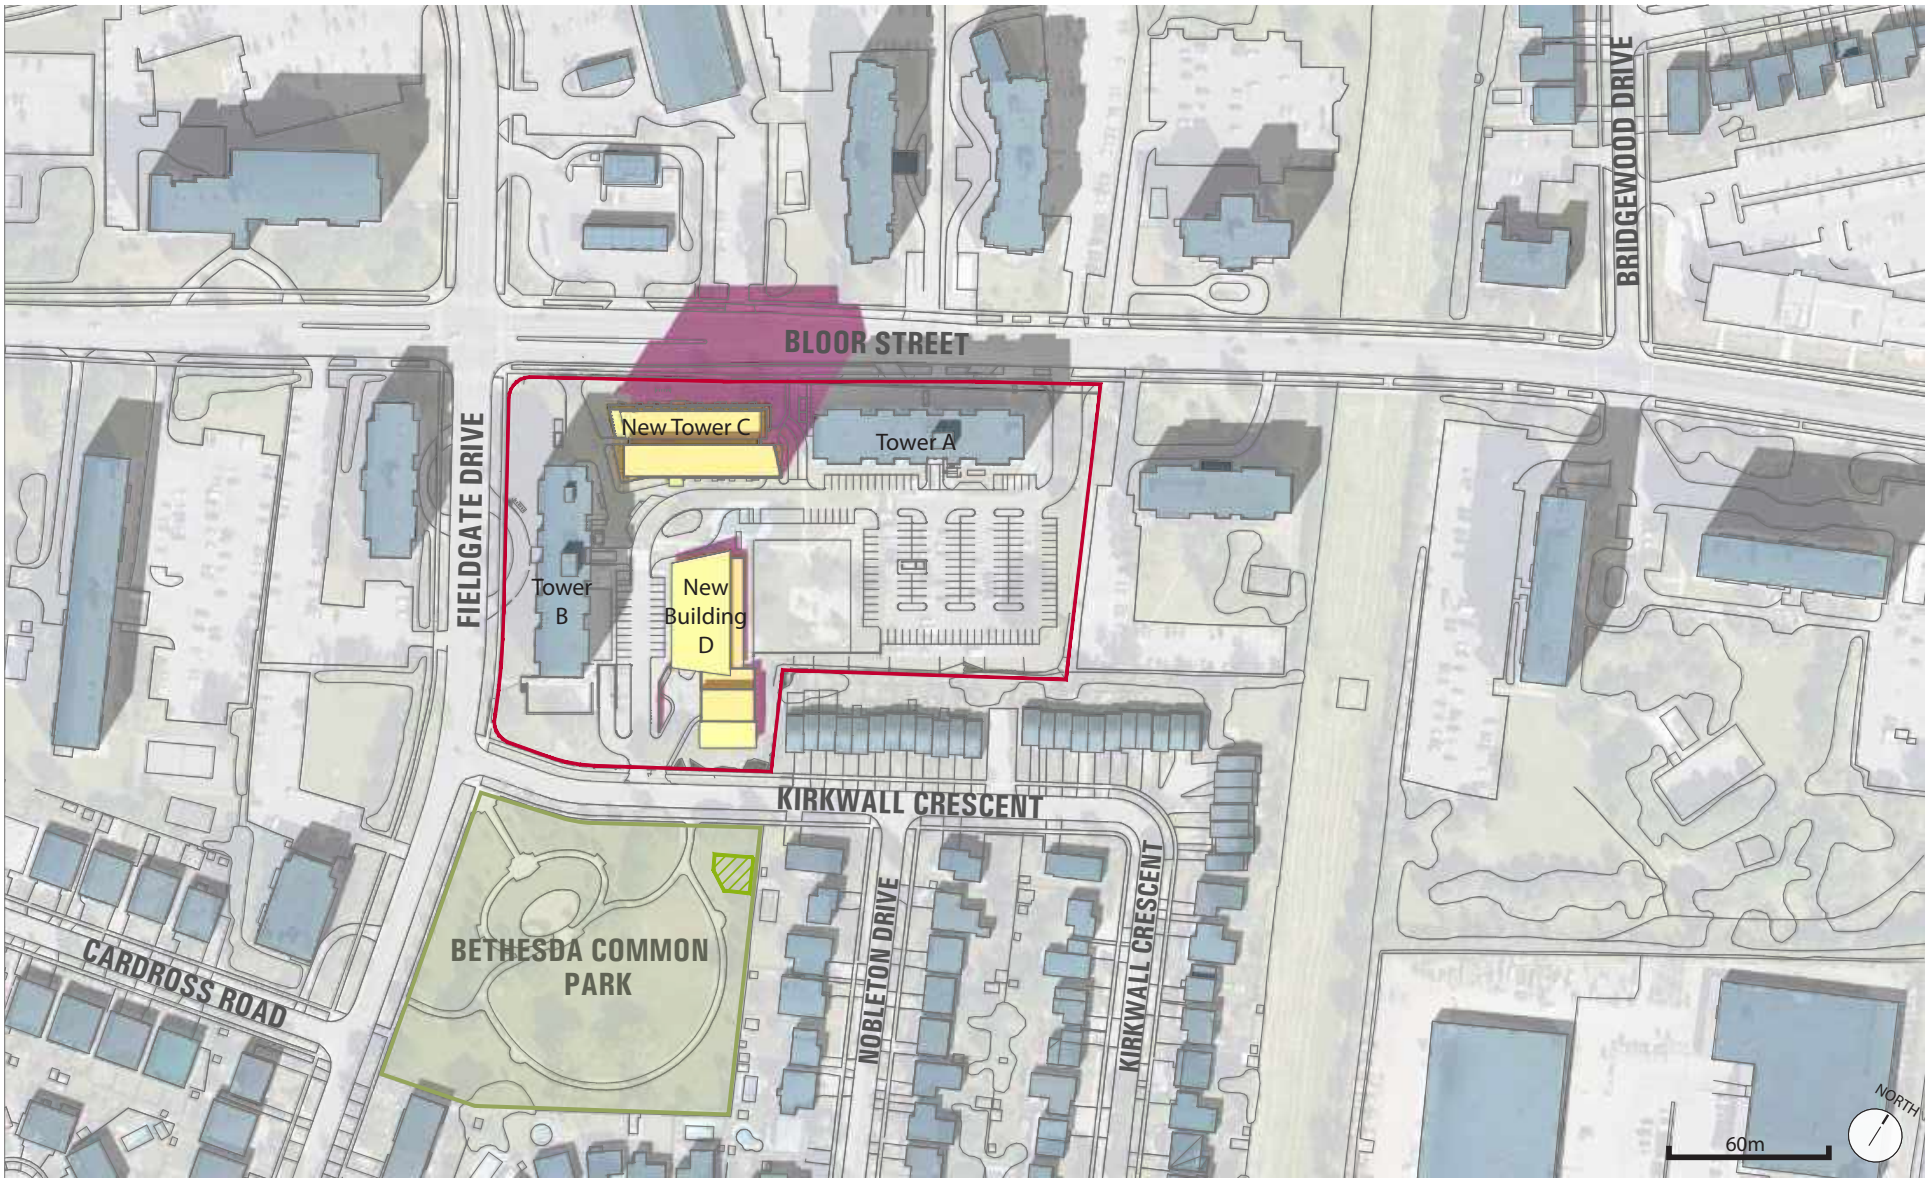 BRIDGEWOOD DRIVE
BLOOR STREET
New Tower C
Tower A
FIELDGATE DRIVE
Tower
B
New
Building
D
KIRKWALL CRESCENT
KIRKWALL CRESCENT
NOBLETON DRIVE
BETHESDA COMMON
PARK
CARDROSS ROAD
NORTH
60m